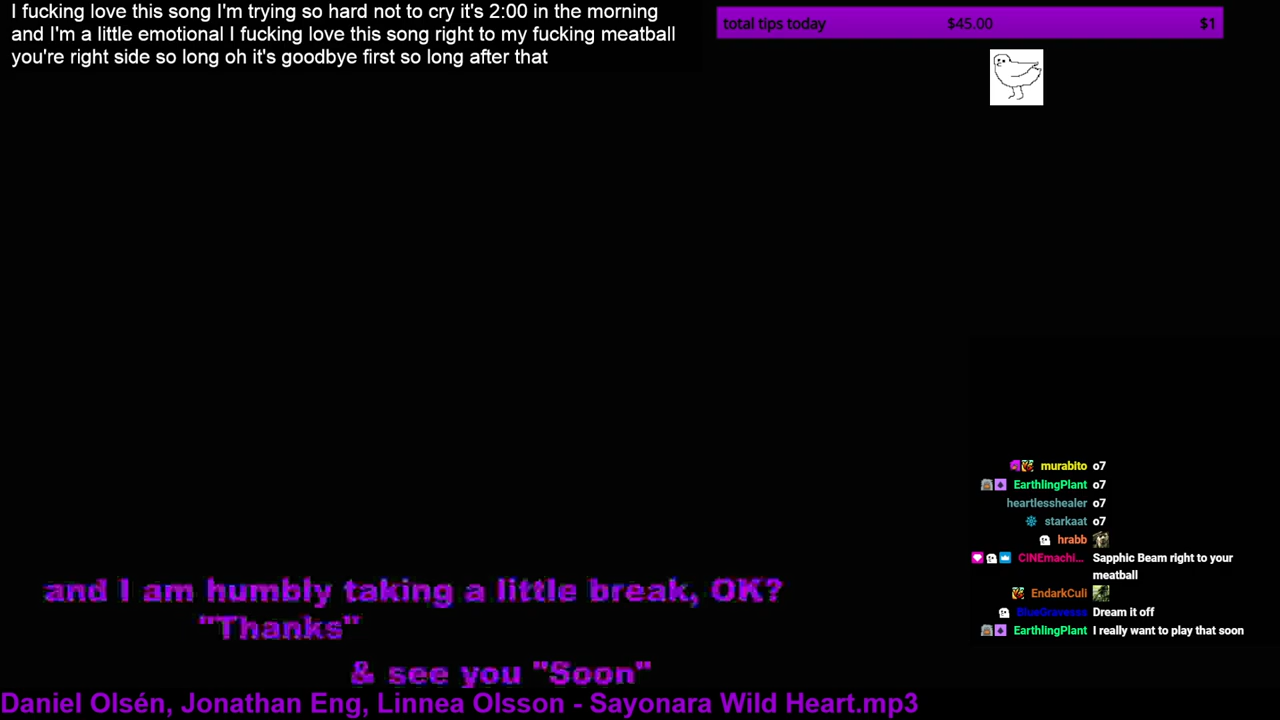 I fucking love this song I'm trying so hard not to cry it's 2:00 in the morning
and I'm a little emotional I fucking love this song right to my fucking meatball
you're right side so long oh it's goodbye first so long after that
total tips today $45.00 $1
murabito o7
EarthlingPlant o7
heartlesshealer o7
starkaat o7
hrabb
CINEmachi... Sapphic Beam right to your
meatball
EndarkCuli
BlueGravesss Dream it off
EarthlingPlant I really want to play that soon
and I am humbly taking a little break, OK?
"Thanks"
& see you "Soon"
Daniel Olsén, Jonathan Eng, Linnea Olsson - Sayonara Wild Heart.mp3